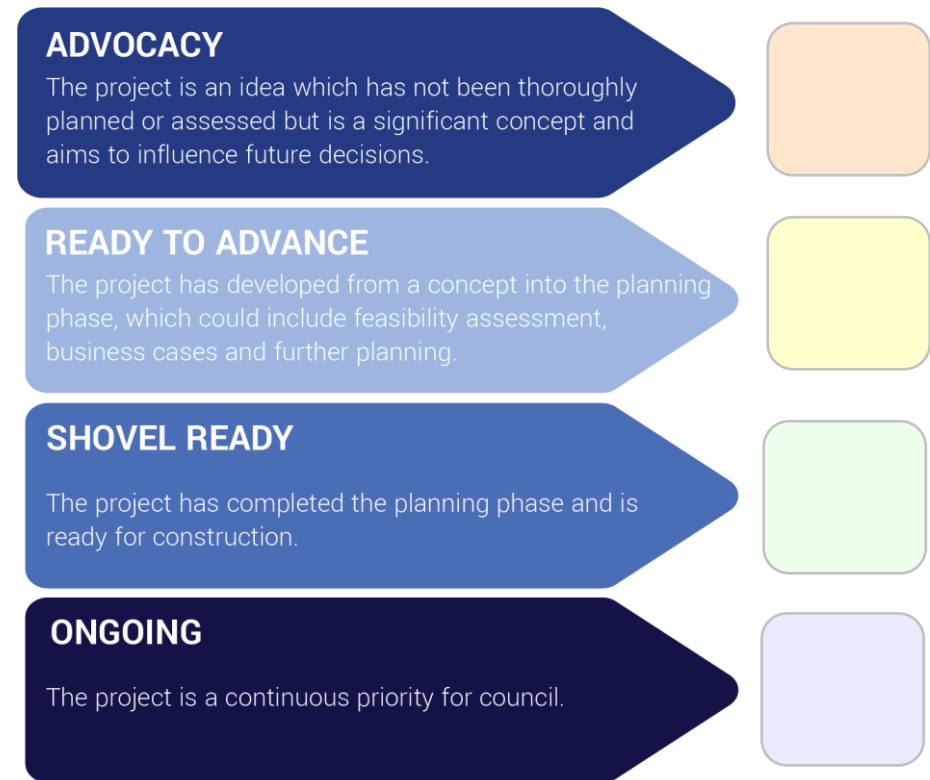 ADVOCACY
The project is an idea which has not been thoroughly
planned or assessed but is a significant concept and
aims to influence future decisions.
READY TO ADVANCE
The project has developed from a concept into the planning
phase, which could include feasibility assessment,
business cases and further planning.
SHOVEL READY
The project has completed the planning phase and is
ready for construction.
ONGOING
The project is a continuous priority for council.